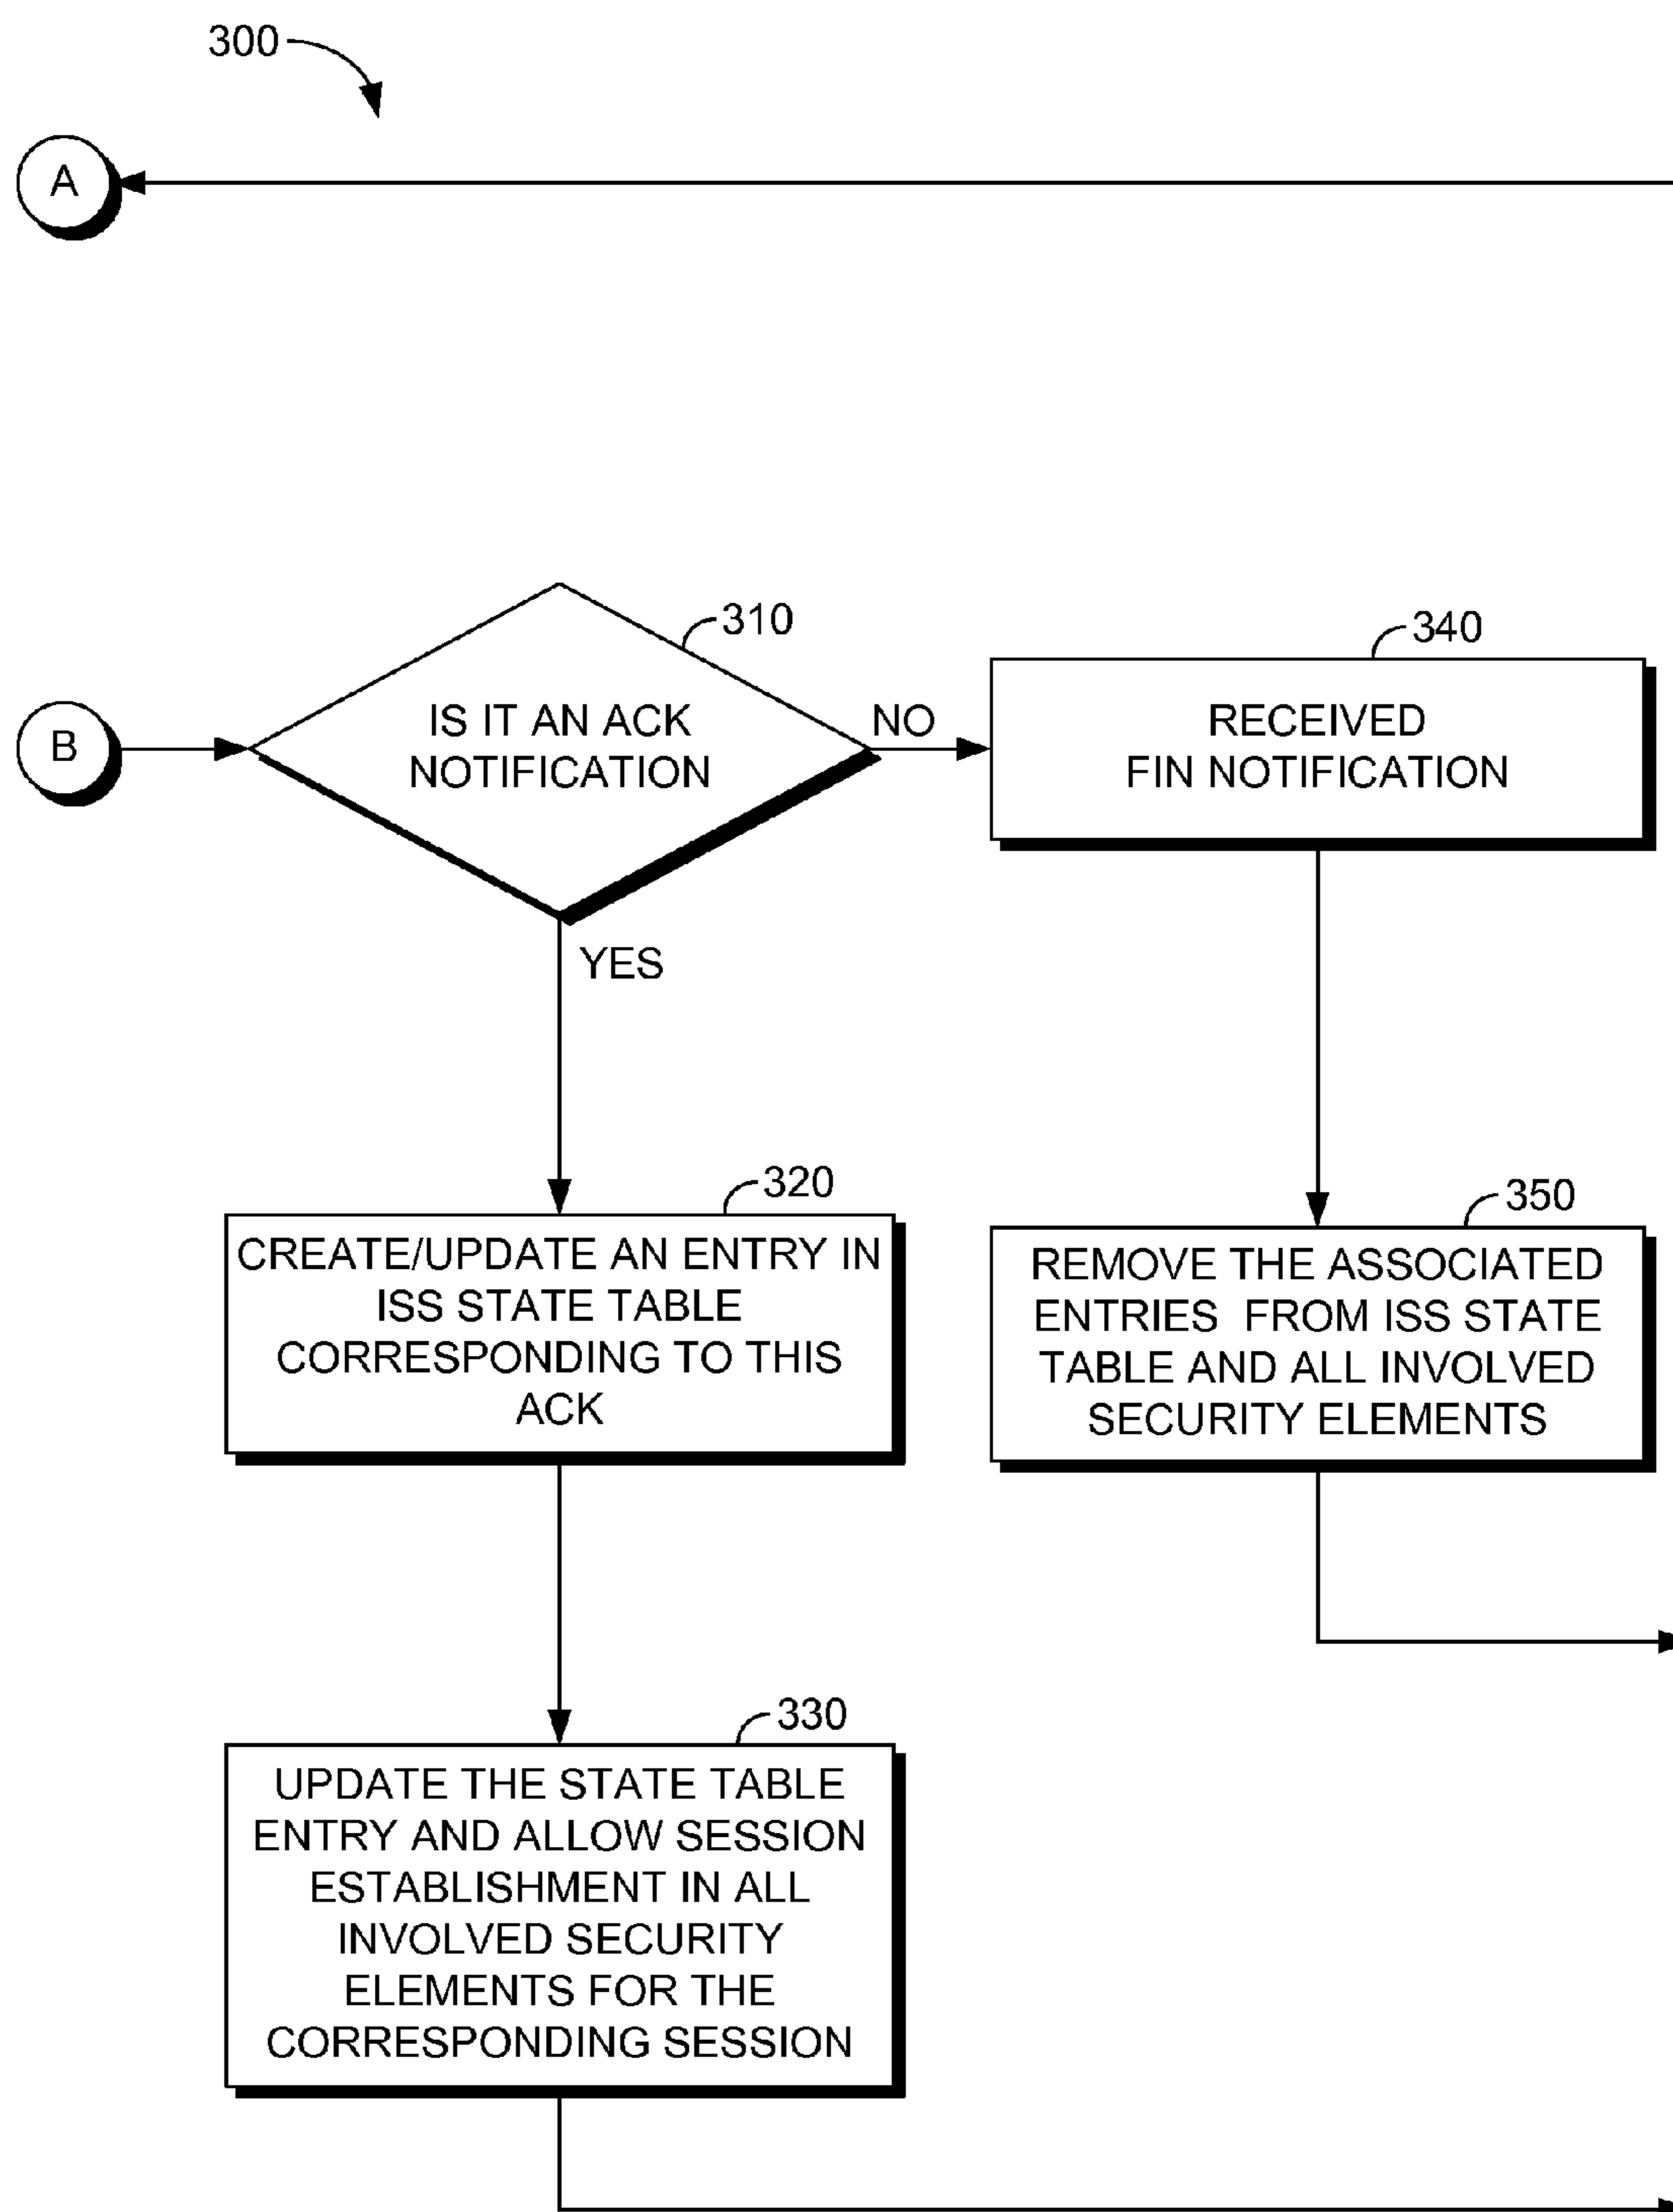 300
A
310
340
B
IS IT AN ACK
NOTIFICATION
NO
RECEIVED
FIN NOTIFICATION
YES
320
CREATE/UPDATE AN ENTRY IN
ISS STATE TABLE
CORRESPONDING TO THIS
ACK
350
REMOVE THE ASSOCIATED
ENTRIES FROM ISS STATE
TABLE AND ALL INVOLVED
SECURITY ELEMENTS
330
UPDATE THE STATE TABLE
ENTRY AND ALLOW SESSION
ESTABLISHMENT IN ALL
INVOLVED SECURITY
ELEMENTS FOR THE
CORRESPONDING SESSION